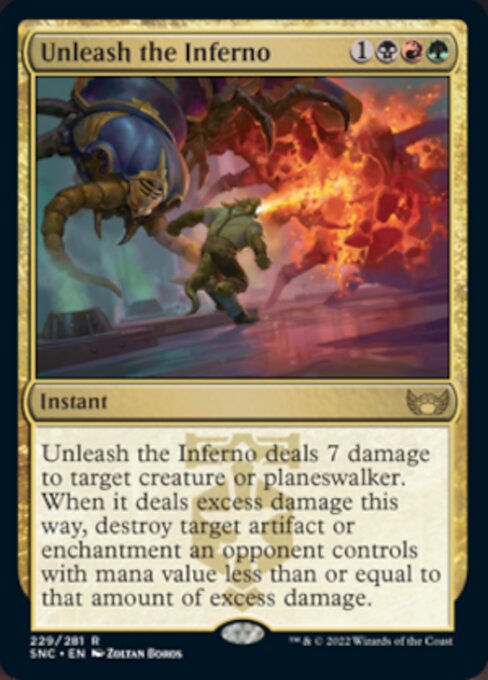 Unleash the Inferno 1
Instant
Unleash the Inferno deals 7 damage
to target creature or planeswalker.
When it deals excess damage this
way, destroy target artifact or
enchantment an opponent controls
with mana value less than or equal to
that amount of excess damage.
229/281 R
SNC • EN Zoltan Boros
™ & © 2022 Wizards of the Coast